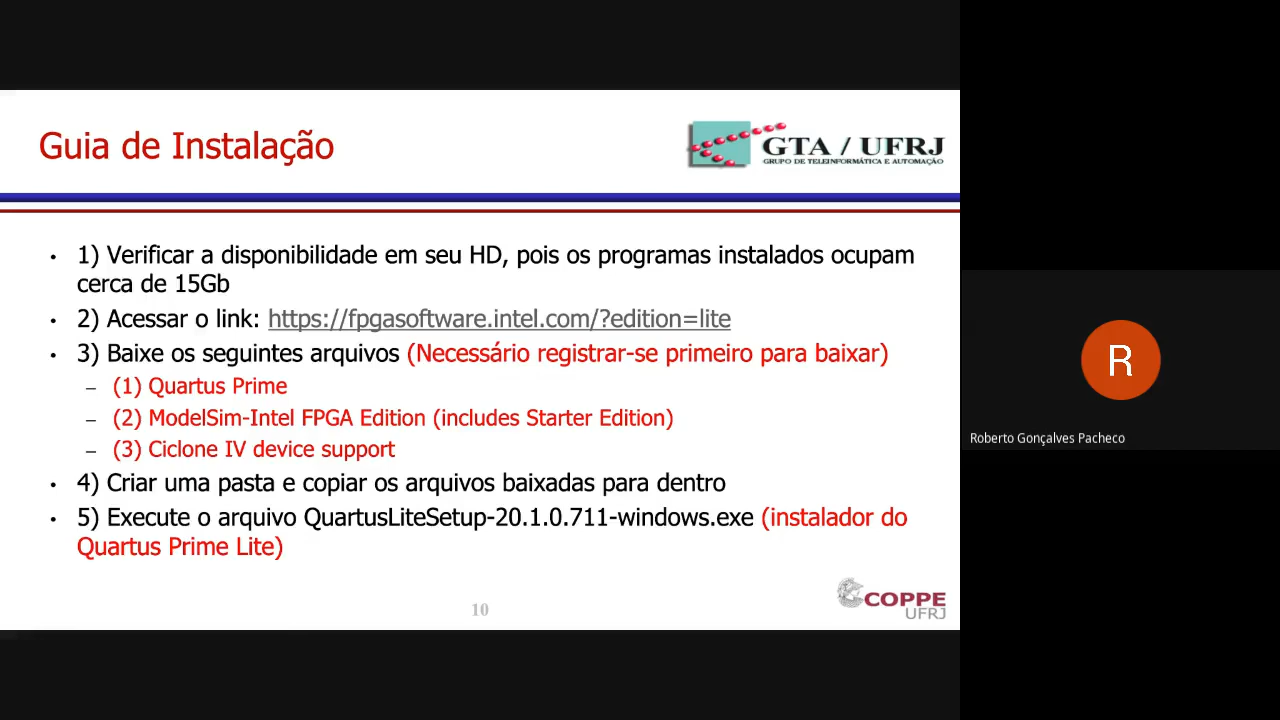 Guia de Instalação
GTA / UFRJ
GRUPO DE TELEINFORMÁTICA E AUTOMAÇÃO
• 1) Verificar a disponibilidade em seu HD, pois os programas instalados ocupam
cerca de 15Gb
• 2) Acessar o link: https://fpgasoftware.intel.com/?edition=lite
• 3) Baixe os seguintes arquivos (Necessário registrar-se primeiro para baixar)
– (1) Quartus Prime
– (2) ModelSim-Intel FPGA Edition (includes Starter Edition)
– (3) Ciclone IV device support
• 4) Criar uma pasta e copiar os arquivos baixadas para dentro
• 5) Execute o arquivo QuartusLiteSetup-20.1.0.711-windows.exe (instalador do
Quartus Prime Lite)
10
COPPE
UFRJ
R
Roberto Gonçalves Pacheco